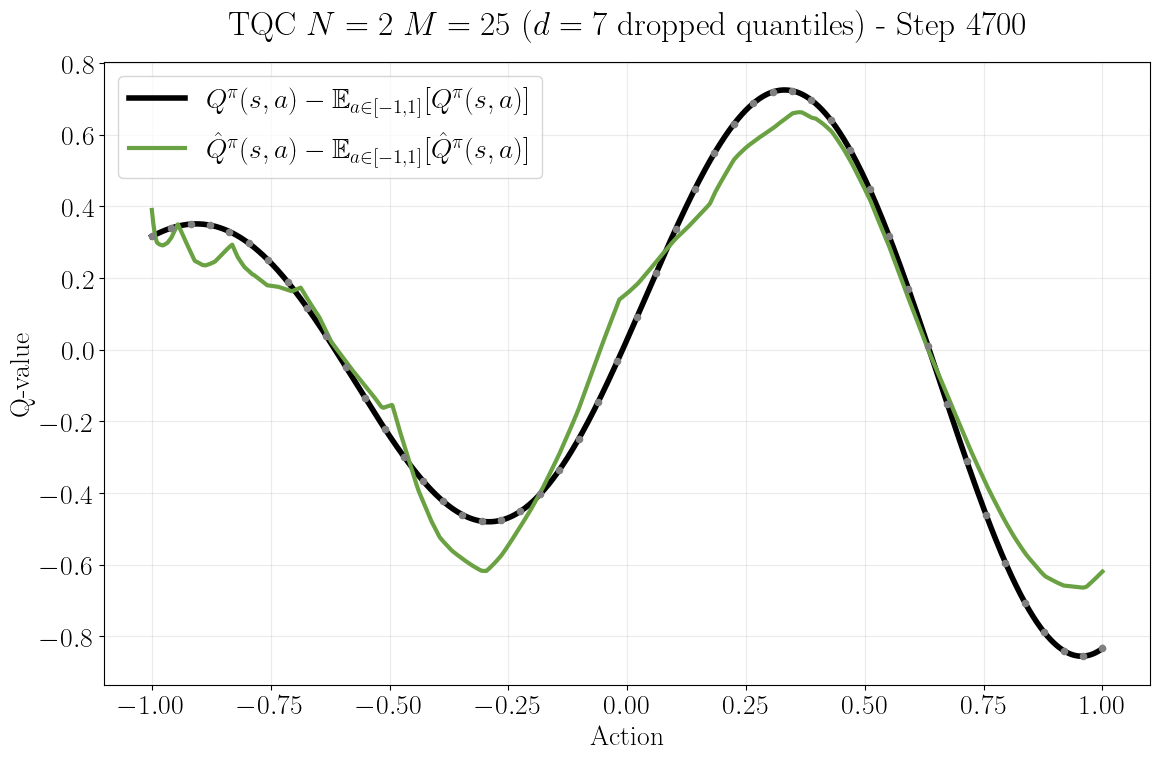 TQC N = 2 M = 25 (d = 7 dropped quantiles) - Step 4700
Q^π(s, a) − 𝔼_{a∈[−1,1]}[Q^π(s, a)]
Q̂^π(s, a) − 𝔼_{a∈[−1,1]}[Q̂^π(s, a)]
0.8
0.6
0.4
0.2
0.0
−0.2
−0.4
−0.6
−0.8
Q-value
−1.00 −0.75 −0.50 −0.25 0.00 0.25 0.50 0.75 1.00
Action